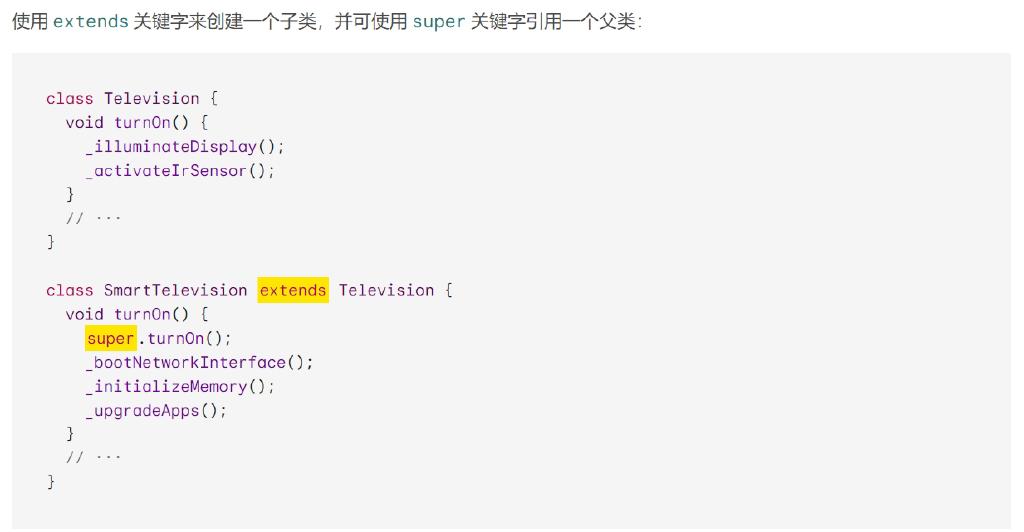 使用 extends 关键字来创建一个子类，并可使用 super 关键字引用一个父类：
class Television {
  void turnOn() {
    _illuminateDisplay();
    _activateIrSensor();
  }
  // ···
}
class SmartTelevision extends Television {
  void turnOn() {
    super.turnOn();
    _bootNetworkInterface();
    _initializeMemory();
    _upgradeApps();
  }
  // ···
}